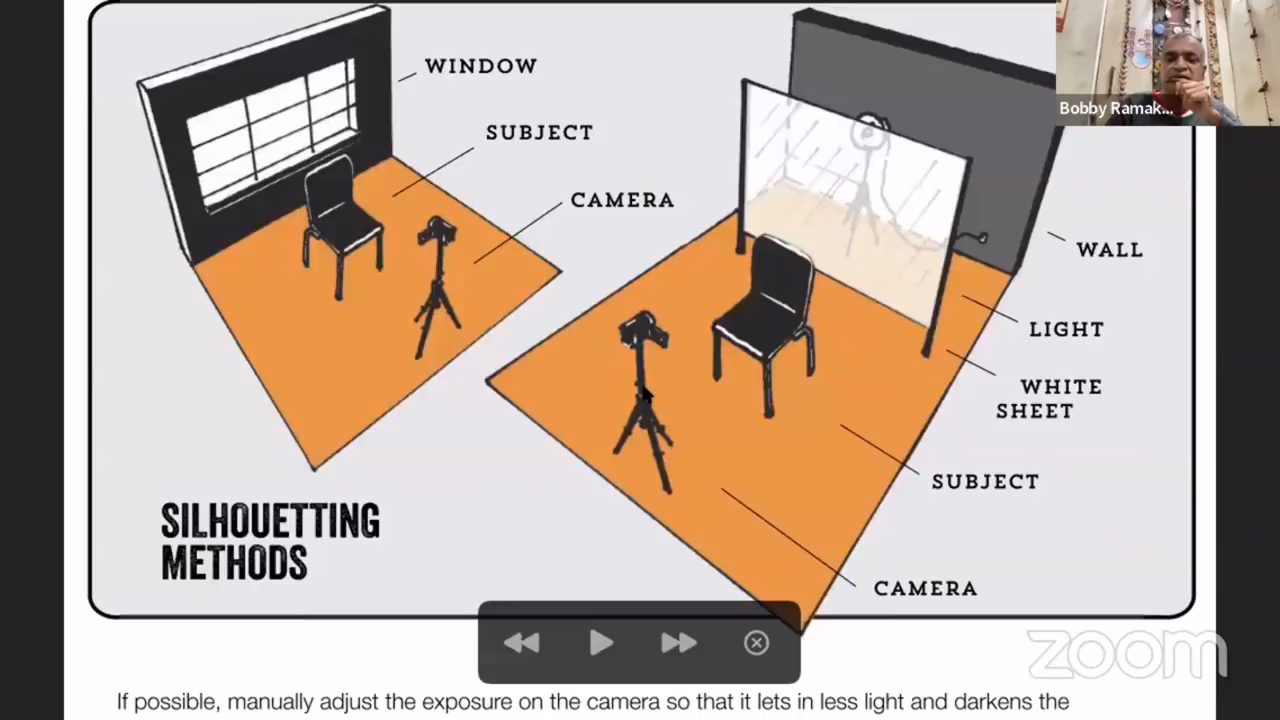 WINDOW
SUBJECT
CAMERA
WALL
LIGHT
WHITE
SHEET
SUBJECT
CAMERA
SILHOUETTING
METHODS
Bobby Ramak...
zoom
If possible, manually adjust the exposure on the camera so that it lets in less light and darkens the